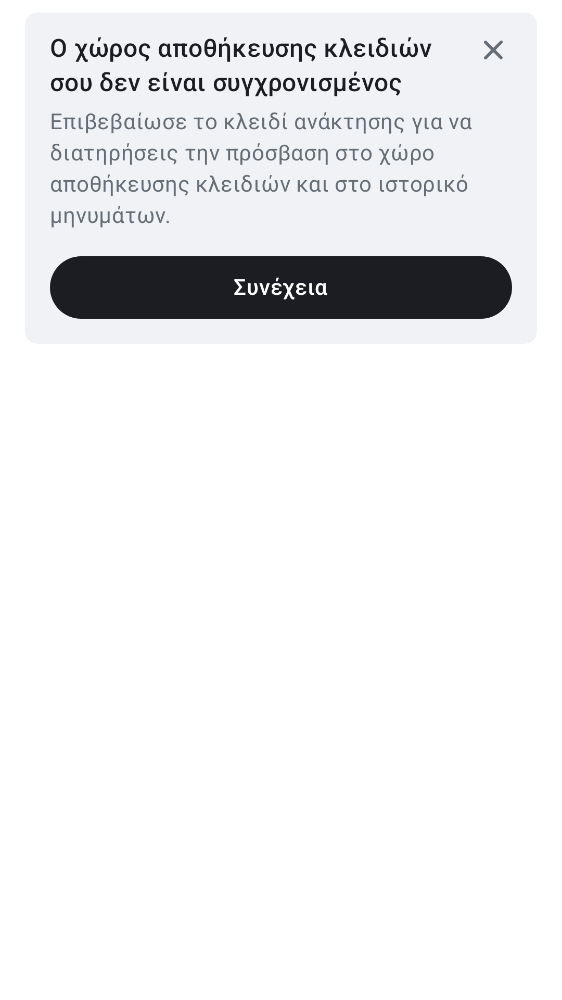 Ο χώρος αποθήκευσης κλειδιών
σου δεν είναι συγχρονισμένος
Επιβεβαίωσε το κλειδί ανάκτησης για να
διατηρήσεις την πρόσβαση στο χώρο
αποθήκευσης κλειδιών και στο ιστορικό
μηνυμάτων.
Συνέχεια